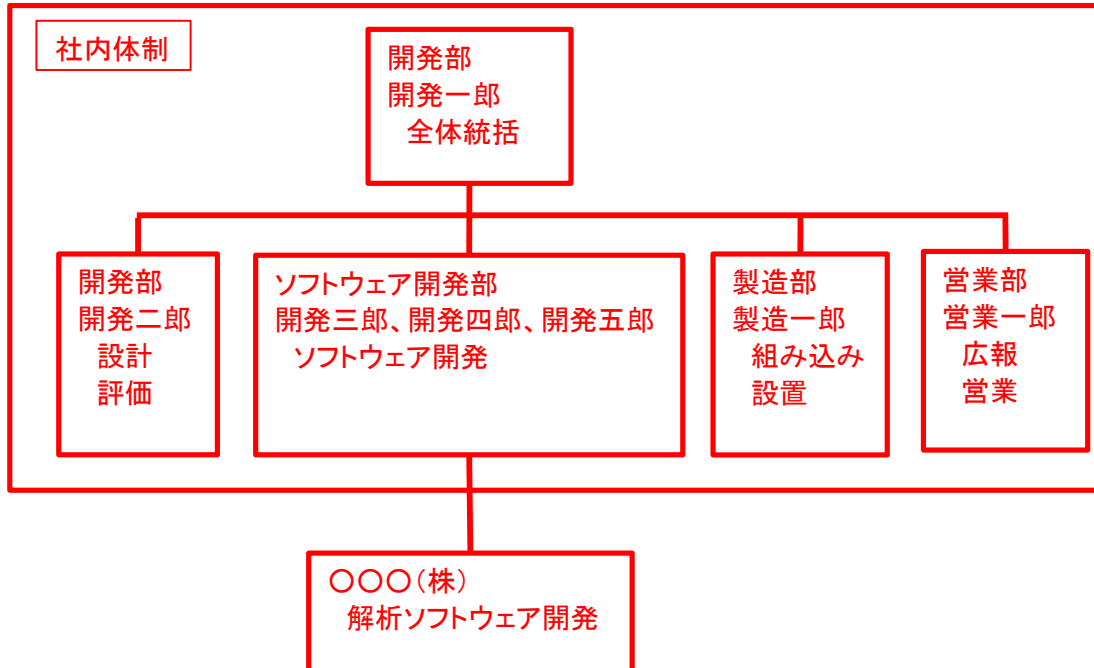 社内体制
開発部
開発一郎
全体統括
開発部
開発二郎
設計
評価
ソフトウェア開発部
開発三郎、開発四郎、開発五郎
ソフトウェア開発
製造部
製造一郎
組み込み
設置
営業部
営業一郎
広報
営業
〇〇〇(株)
解析ソフトウェア開発